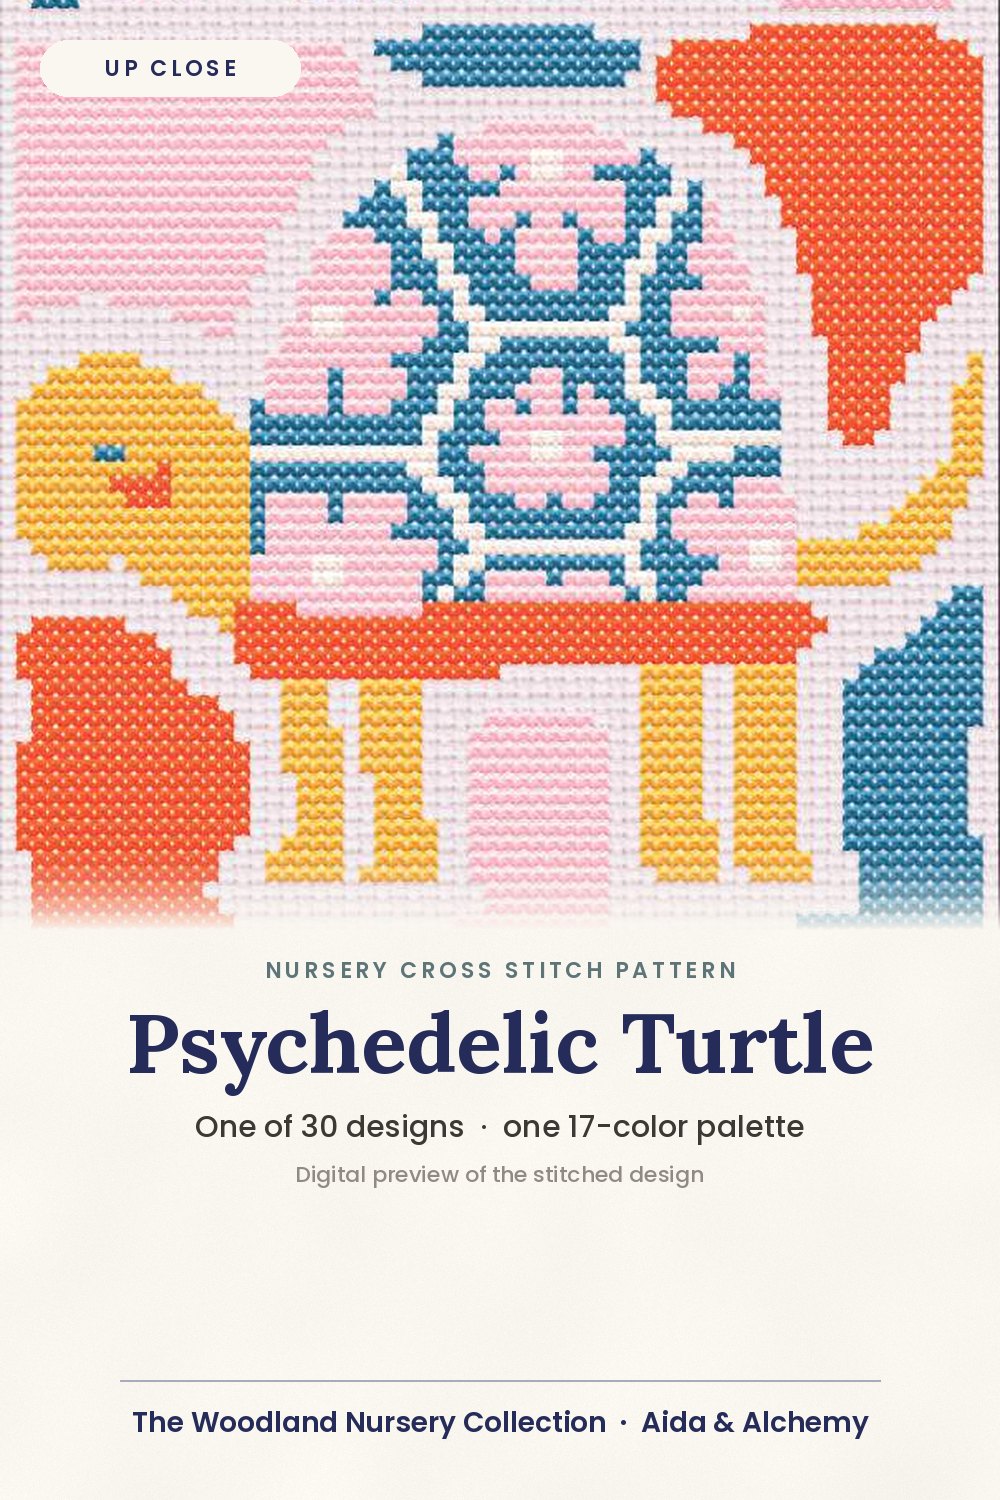 UP CLOSE
NURSERY CROSS STITCH PATTERN
Psychedelic Turtle
One of 30 designs · one 17-color palette
Digital preview of the stitched design
The Woodland Nursery Collection · Aida & Alchemy